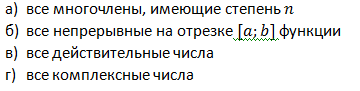 а) все многочлены, имеющие степень n
б) все непрерывные на отрезке [a; b] функции
в) все действительные числа
г) все комплексные числа